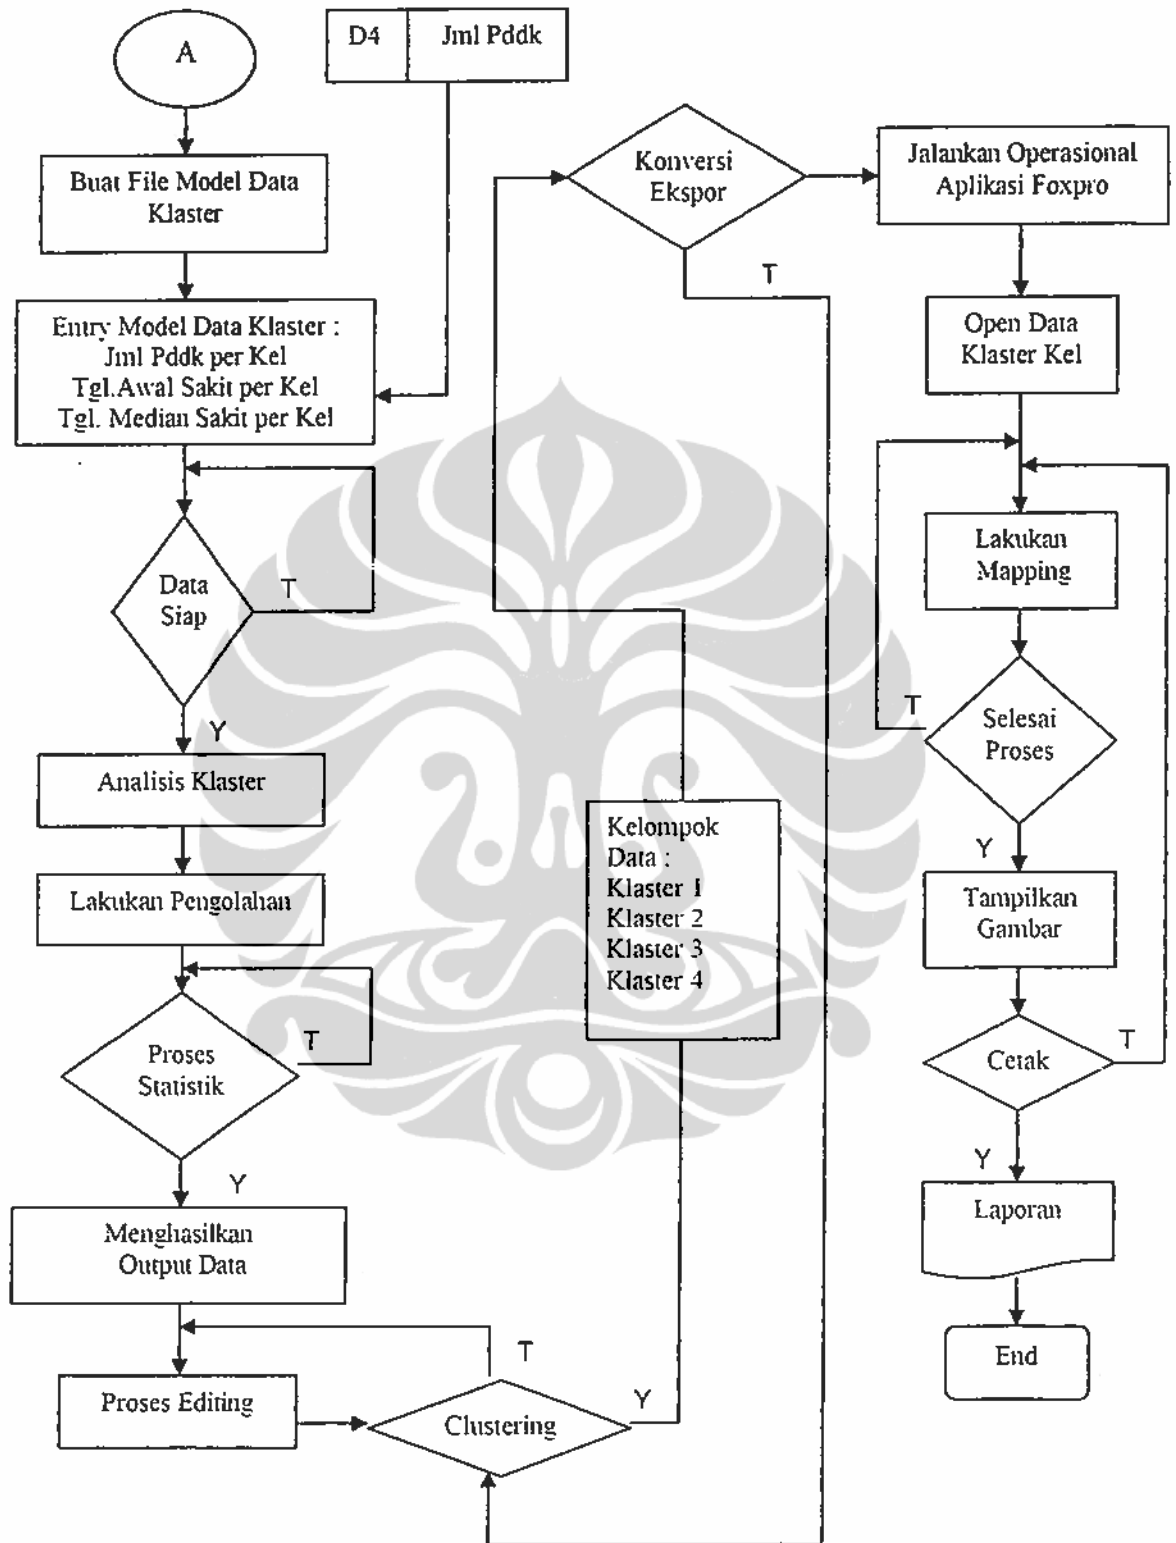 A
D4 Jml Pddk
Buat File Model Data
Klaster
Entry Model Data Klaster :
Jml Pddk per Kel
Tgl.Awal Sakit per Kel
Tgl. Median Sakit per Kel
Data
Siap
T
Y
Analisis Klaster
Lakukan Pengolahan
Proses
Statistik
T
Y
Menghasilkan
Output Data
Proses Editing
Clustering
T
Y
Kelompok
Data :
Klaster 1
Klaster 2
Klaster 3
Klaster 4
Konversi
Ekspor
T
Jalankan Operasional
Aplikasi Foxpro
Open Data
Klaster Kel
Lakukan
Mapping
Selesai
Proses
T
Y
Tampilkan
Gambar
Cetak
T
Y
Laporan
End